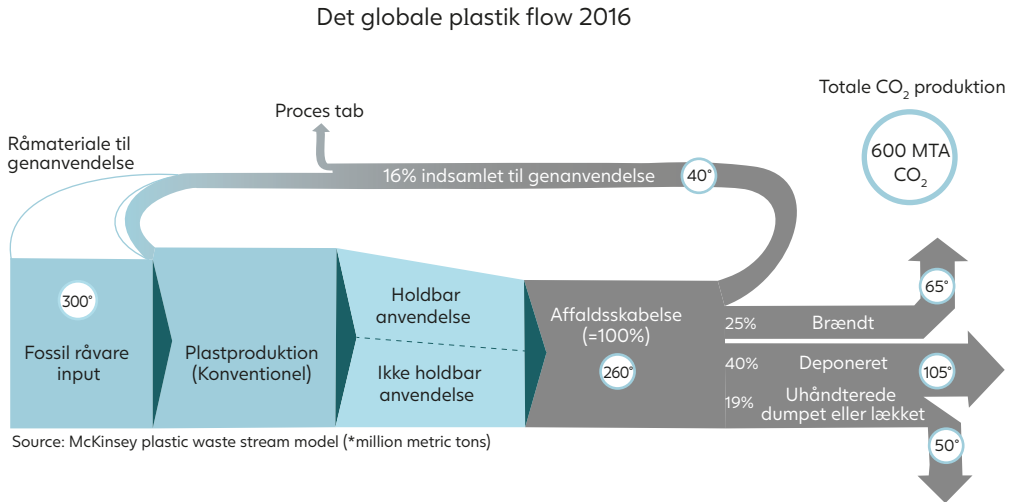 Det globale plastik flow 2016
Totale CO₂ produktion
600 MTA
CO₂
Proces tab
Råmateriale til
genanvendelse
16% indsamlet til genanvendelse
40°
300°
Fossil råvare
input
Plastproduktion
(Konventionel)
Holdbar
anvendelse
Ikke holdbar
anvendelse
Affaldsskabelse
(=100%)
260°
65°
25% Brændt
40% Deponeret
105°
19% Uhåndterede
dumpet eller lækket
50°
Source: McKinsey plastic waste stream model (*million metric tons)